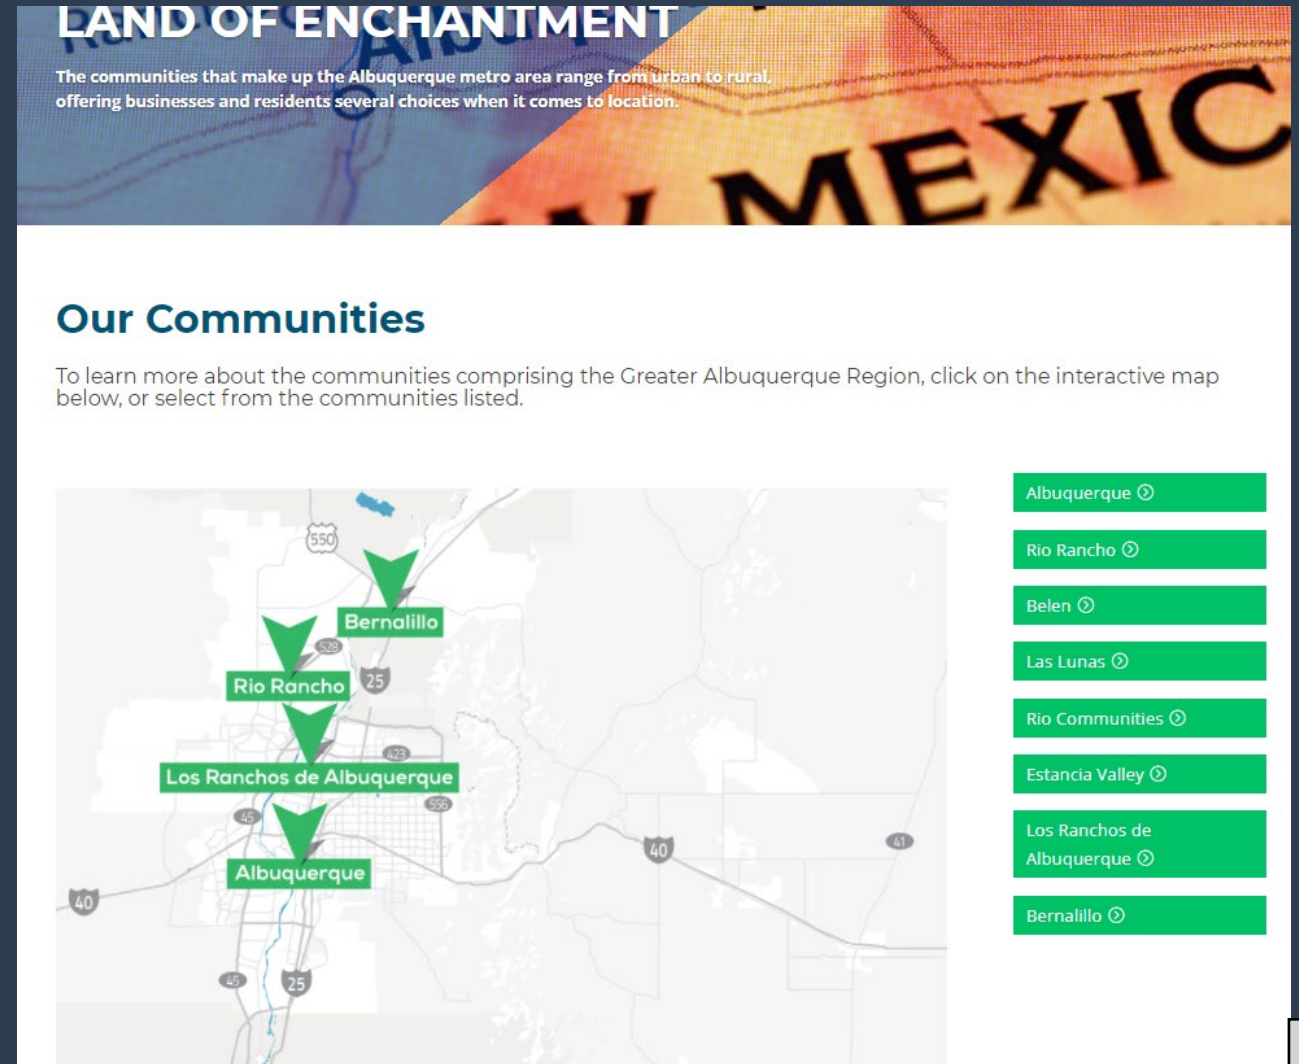 LAND OF ENCHANTMENT
The communities that make up the Albuquerque metro area range from urban to rural,
offering businesses and residents several choices when it comes to location.
MEXIC
Our Communities
To learn more about the communities comprising the Greater Albuquerque Region, click on the interactive map
below, or select from the communities listed.
550
Bernalillo
528
Rio Rancho
25
423
Los Ranchos de Albuquerque
556
45
40
41
Albuquerque
40
45
25
Albuquerque
Rio Rancho
Belen
Las Lunas
Rio Communities
Estancia Valley
Los Ranchos de
Albuquerque
Bernalillo